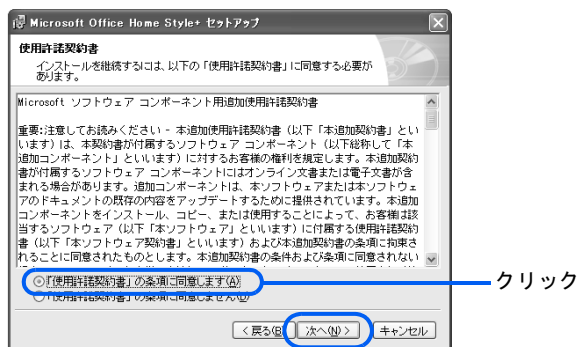 Microsoft Office Home Style+ セットアップ
使用許諾契約書
インストールを継続するには、以下の「使用許諾契約書」に同意する必要が
あります。
Microsoft ソフトウェア コンポーネント用追加使用許諾契約書
重要:注意してお読みください - 本追加使用許諾契約書（以下「本追加契約書」とい
います）は、本契約書が付属するソフトウェア コンポーネント（以下総称して「本
追加コンポーネント」といいます）に対するお客様の権利を規定します。本追加契約
書が付属するソフトウェア コンポーネントにはオンライン文書または電子文書が含
まれる場合があります。追加コンポーネントは、本ソフトウェアまたは本ソフトウェ
アのドキュメントの既存の内容をアップデートするために提供されています。本追加
コンポーネントをインストール、コピー、または使用することによって、お客様は該
当するソフトウェア（以下「本ソフトウェア」といいます）に付属する使用許諾契約
書（以下「本ソフトウェア契約書」といいます）および本追加契約書の条項に拘束さ
れることに同意されたものとします。本追加契約書の条件および条項に同意されない
「使用許諾契約書」の条項に同意します(A)
クリック
「使用許諾契約書」の条項に同意しません(D)
< 戻る(B)
次へ(N) >
キャンセル